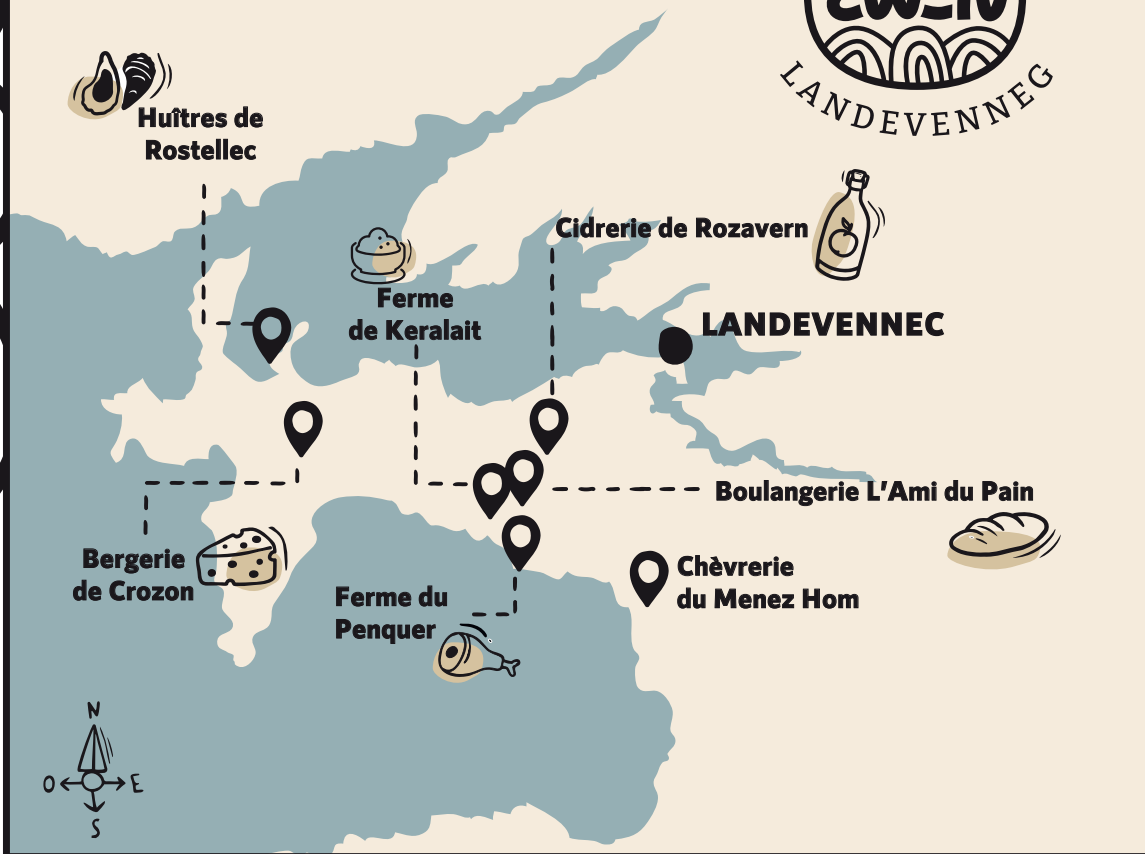 LANDEVENNEG
Huîtres de
Rostellec
Cidrerie de Rozavern
Ferme
de Keralait
LANDEVENNEC
Boulangerie L'Ami du Pain
Bergerie
de Crozon
Chèvrerie
du Menez Hom
Ferme du
Penquer
N
O E
S